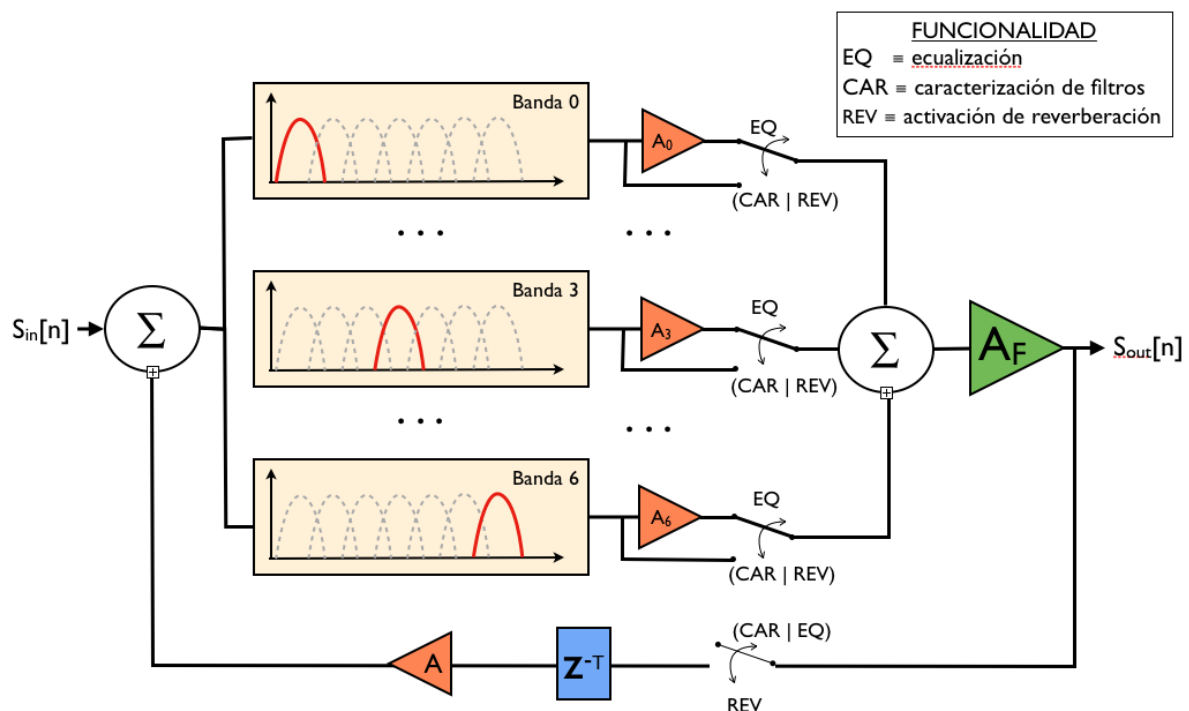 FUNCIONALIDAD
EQ ≡ ecualización
CAR ≡ caracterización de filtros
REV ≡ activación de reverberación
Banda 0
A0
EQ
(CAR | REV)
• • •
• • •
Banda 3
A3
EQ
(CAR | REV)
Sin[n]
Σ
Σ
AF
Sout[n]
• • •
• • •
Banda 6
A6
EQ
(CAR | REV)
(CAR | EQ)
A
Z-T
REV